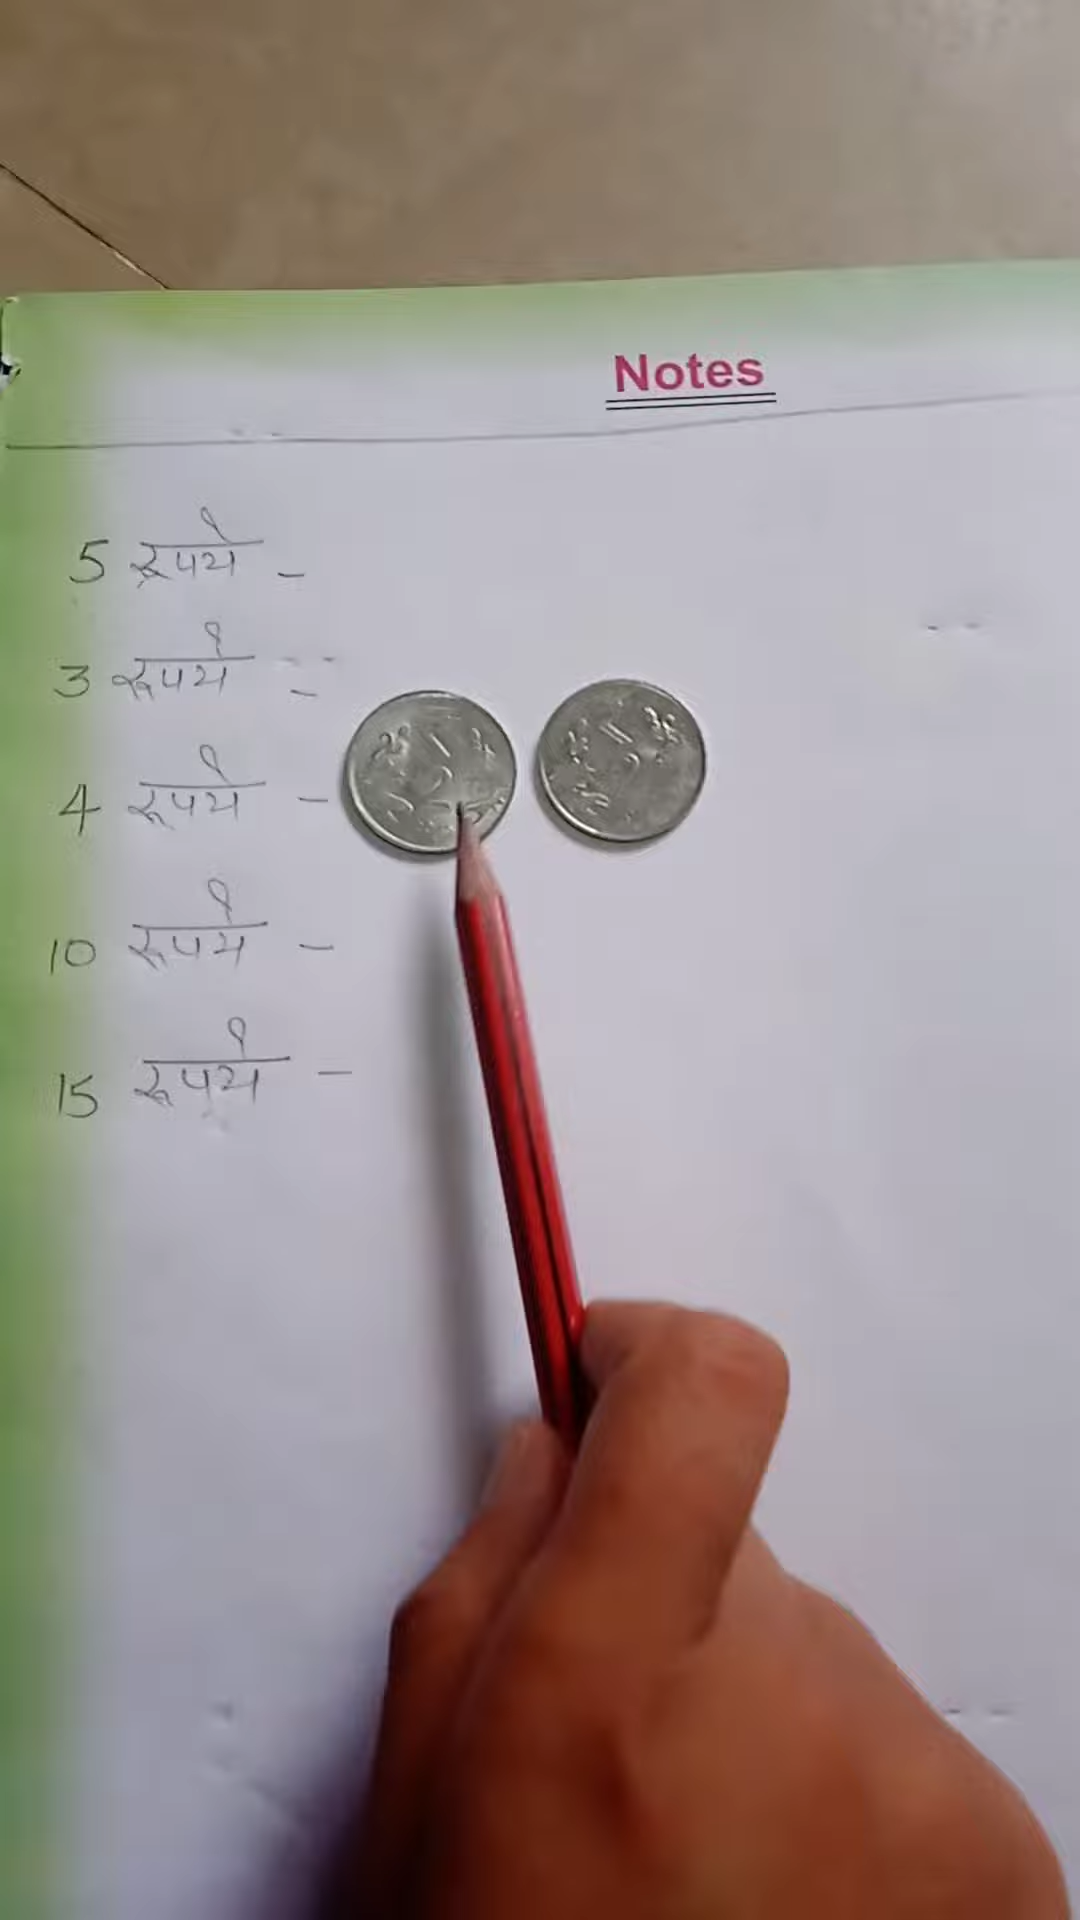 Notes
5 रूपये -
3 रूपये -
4 रूपये -
10 रूपये -
15 रूपये -